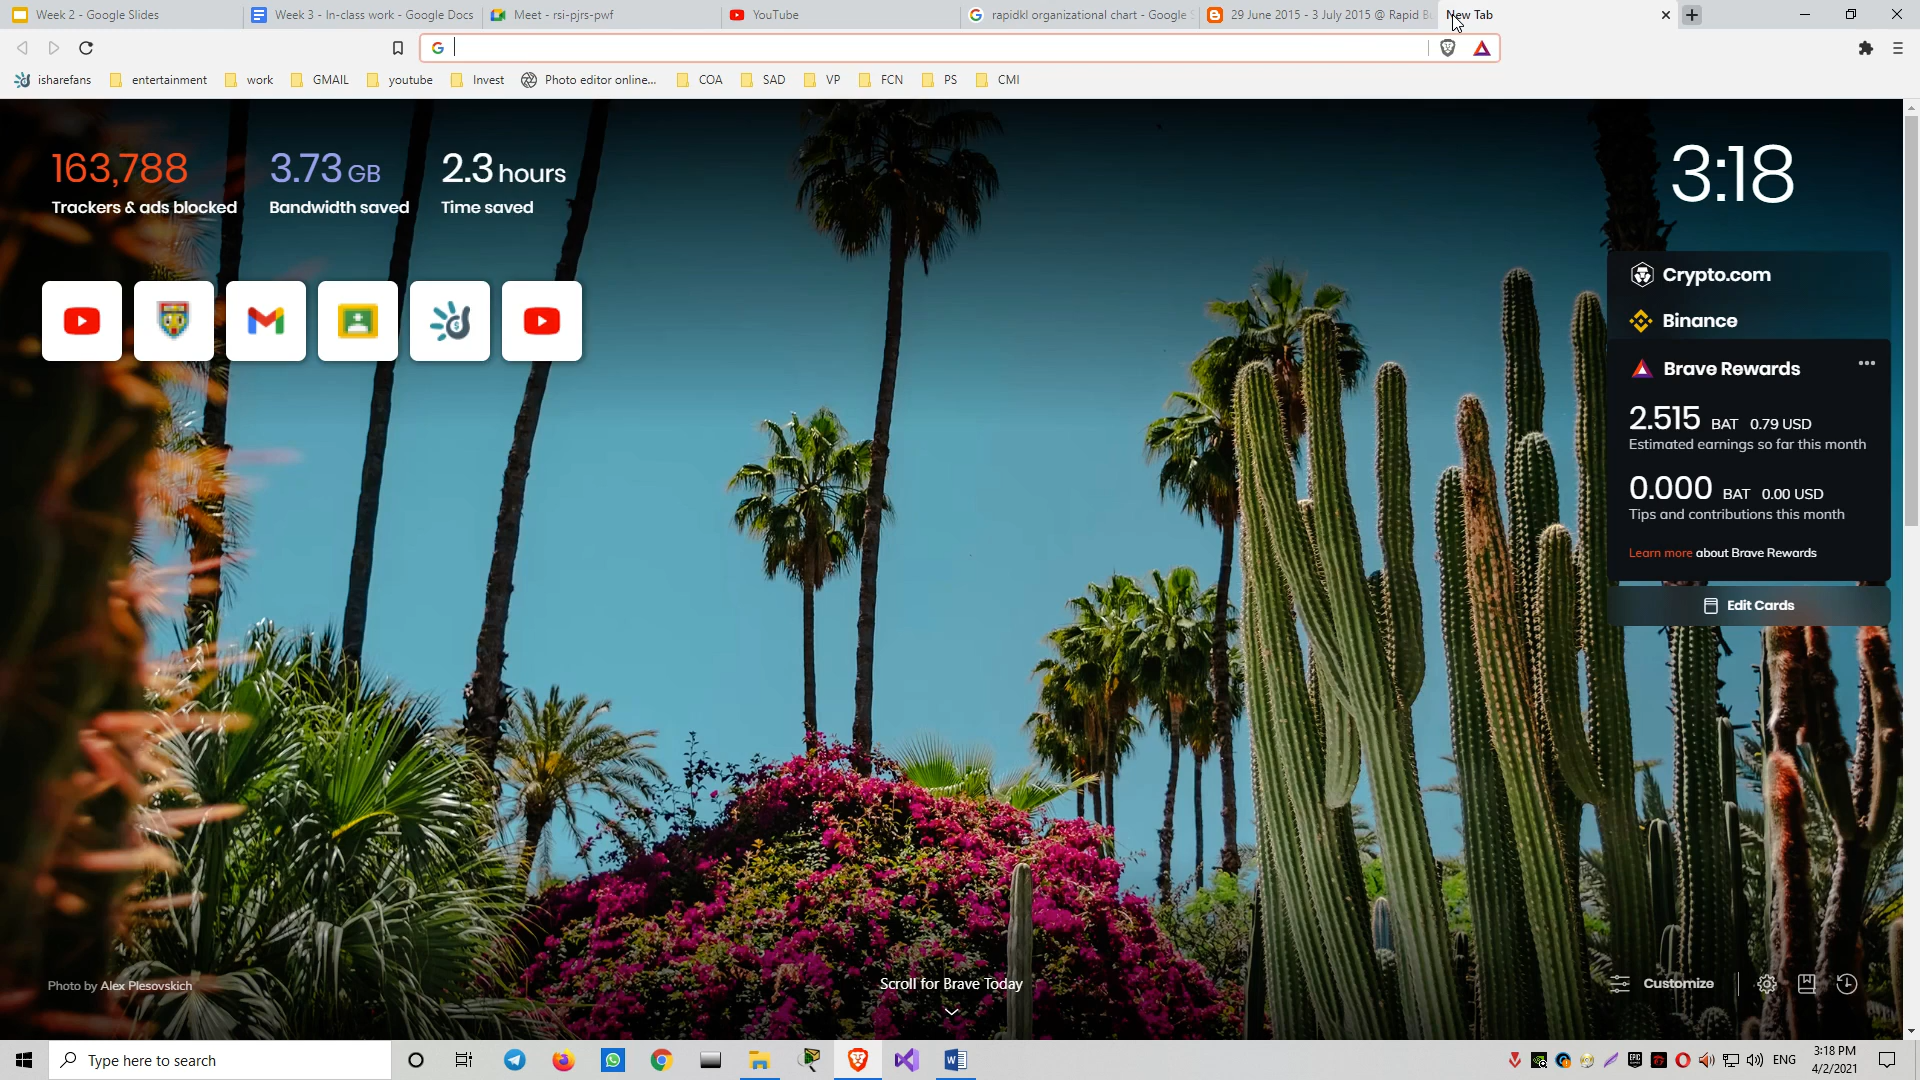 Week 2 - Google Slides
Week 3 - In-class work - Google Docs
Meet - rsi-pjrs-pwf
YouTube
rapidkl organizational chart - Google S
29 June 2015 - 3 July 2015 @ Rapid Bu
New Tab
isharefans
entertainment
work
GMAIL
youtube
Invest
Photo editor online...
COA
SAD
VP
FCN
PS
CMI
163,788
Trackers & ads blocked
3.73 GB
Bandwidth saved
2.3 hours
Time saved
3:18
Crypto.com
Binance
Brave Rewards
2.515 BAT 0.79 USD
Estimated earnings so far this month
0.000 BAT 0.00 USD
Tips and contributions this month
Learn more about Brave Rewards
Edit Cards
Photo by Alex Plesovskich
Scroll for Brave Today
Customize
Type here to search
ENG
3:18 PM
4/2/2021